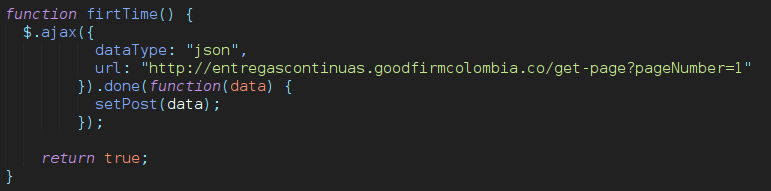 function firtTime() {
$.ajax({
dataType: "json",
url: "http://entregascontinuas.goodfirmcolombia.co/get-page?pageNumber=1"
}).done(function(data) {
setPost(data);
});
return true;
}